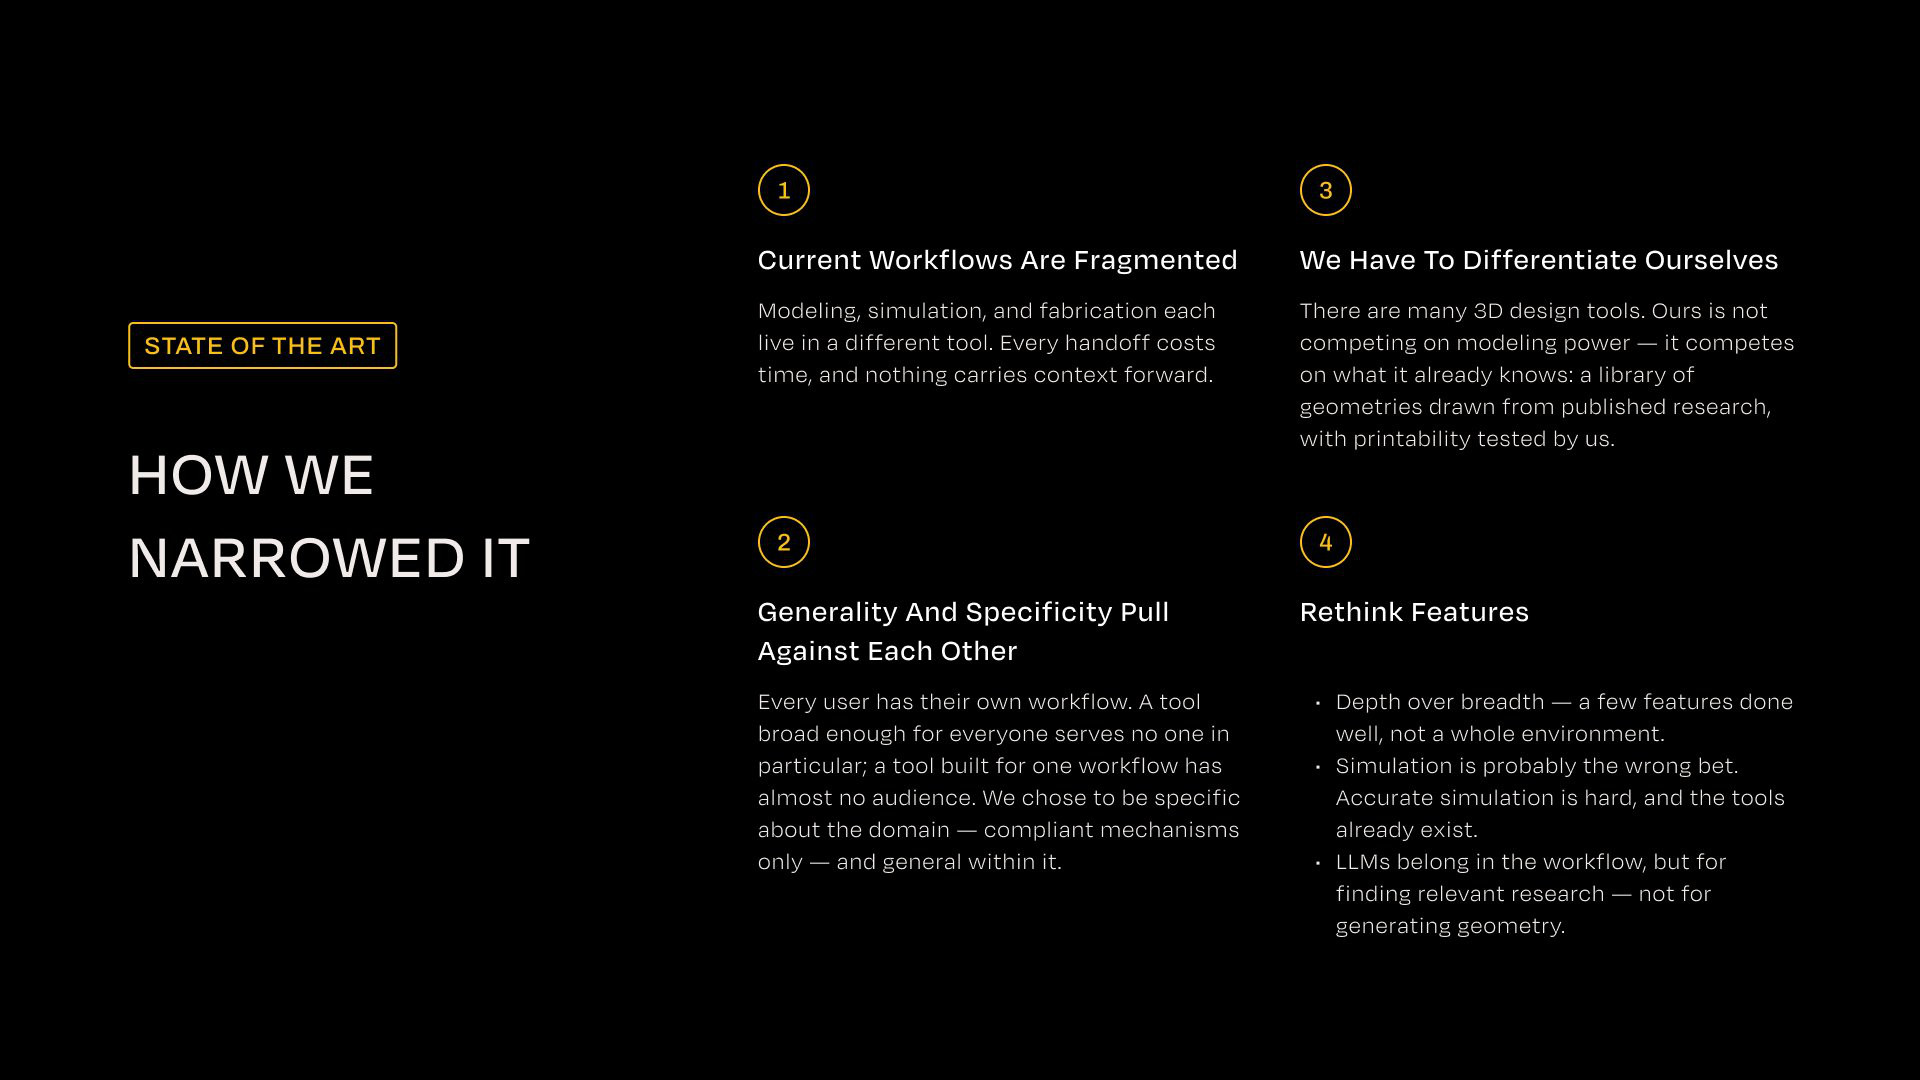 STATE OF THE ART
HOW WE
NARROWED IT
1
Current Workflows Are Fragmented
Modeling, simulation, and fabrication each
live in a different tool. Every handoff costs
time, and nothing carries context forward.
2
Generality And Specificity Pull
Against Each Other
Every user has their own workflow. A tool
broad enough for everyone serves no one in
particular; a tool built for one workflow has
almost no audience. We chose to be specific
about the domain — compliant mechanisms
only — and general within it.
3
We Have To Differentiate Ourselves
There are many 3D design tools. Ours is not
competing on modeling power — it competes
on what it already knows: a library of
geometries drawn from published research,
with printability tested by us.
4
Rethink Features
• Depth over breadth — a few features done
well, not a whole environment.
• Simulation is probably the wrong bet.
Accurate simulation is hard, and the tools
already exist.
• LLMs belong in the workflow, but for
finding relevant research — not for
generating geometry.